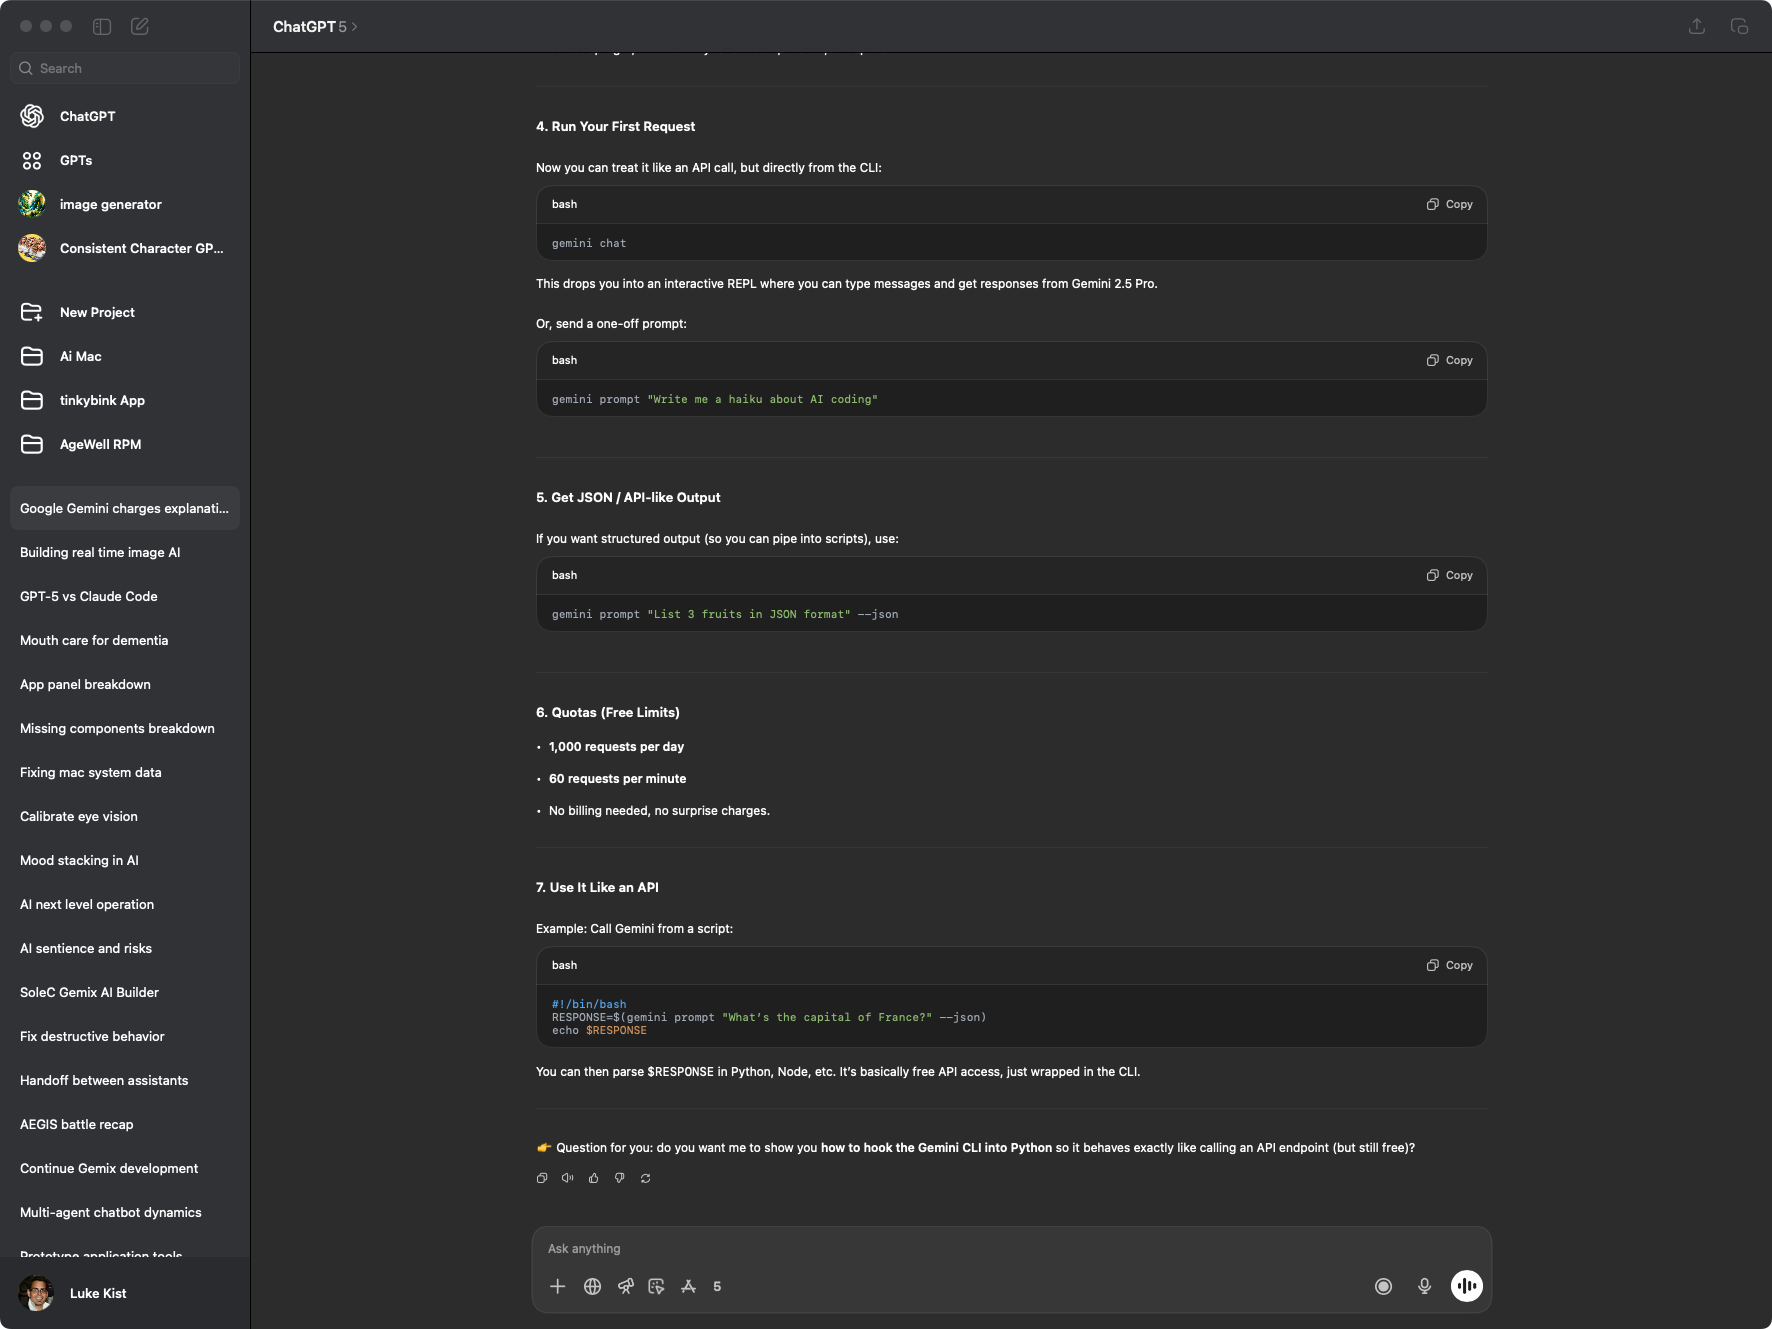 ChatGPT 5 >
Search
ChatGPT
GPTs
image generator
Consistent Character GP...
New Project
Ai Mac
tinkybink App
AgeWell RPM
Google Gemini charges explanati...
Building real time image AI
GPT-5 vs Claude Code
Mouth care for dementia
App panel breakdown
Missing components breakdown
Fixing mac system data
Calibrate eye vision
Mood stacking in AI
AI next level operation
AI sentience and risks
SoleC Gemix AI Builder
Fix destructive behavior
Handoff between assistants
AEGIS battle recap
Continue Gemix development
Multi-agent chatbot dynamics
Prototype application tools
Luke Kist
4. Run Your First Request
Now you can treat it like an API call, but directly from the CLI:
bash Copy
gemini chat
This drops you into an interactive REPL where you can type messages and get responses from Gemini 2.5 Pro.
Or, send a one-off prompt:
bash Copy
gemini prompt "Write me a haiku about AI coding"
5. Get JSON / API-like Output
If you want structured output (so you can pipe into scripts), use:
bash Copy
gemini prompt "List 3 fruits in JSON format" --json
6. Quotas (Free Limits)
• 1,000 requests per day
• 60 requests per minute
• No billing needed, no surprise charges.
7. Use It Like an API
Example: Call Gemini from a script:
bash Copy
#!/bin/bash
RESPONSE=$(gemini prompt "What's the capital of France?" --json)
echo $RESPONSE
You can then parse $RESPONSE in Python, Node, etc. It's basically free API access, just wrapped in the CLI.
👉 Question for you: do you want me to show you how to hook the Gemini CLI into Python so it behaves exactly like calling an API endpoint (but still free)?
Ask anything
5